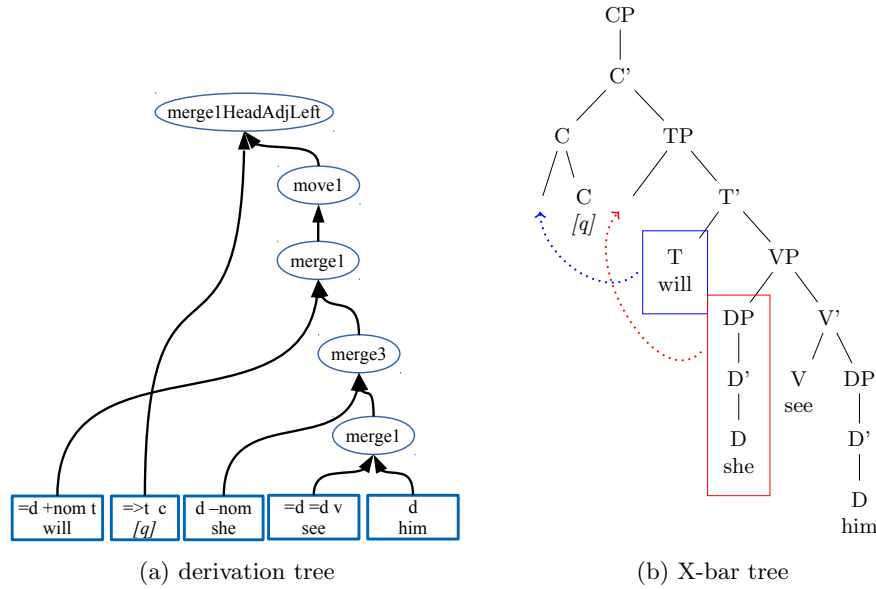 merge1HeadAdjLeft
move1
merge1
merge3
merge1
=d +nom t
will
=>t c
[q]
d –nom
she
=d =d v
see
d
him
(a) derivation tree
CP
C'
C TP
C T'
[q]
T VP
will
DP V'
D' V DP
see
D D'
she
D
him
(b) X-bar tree